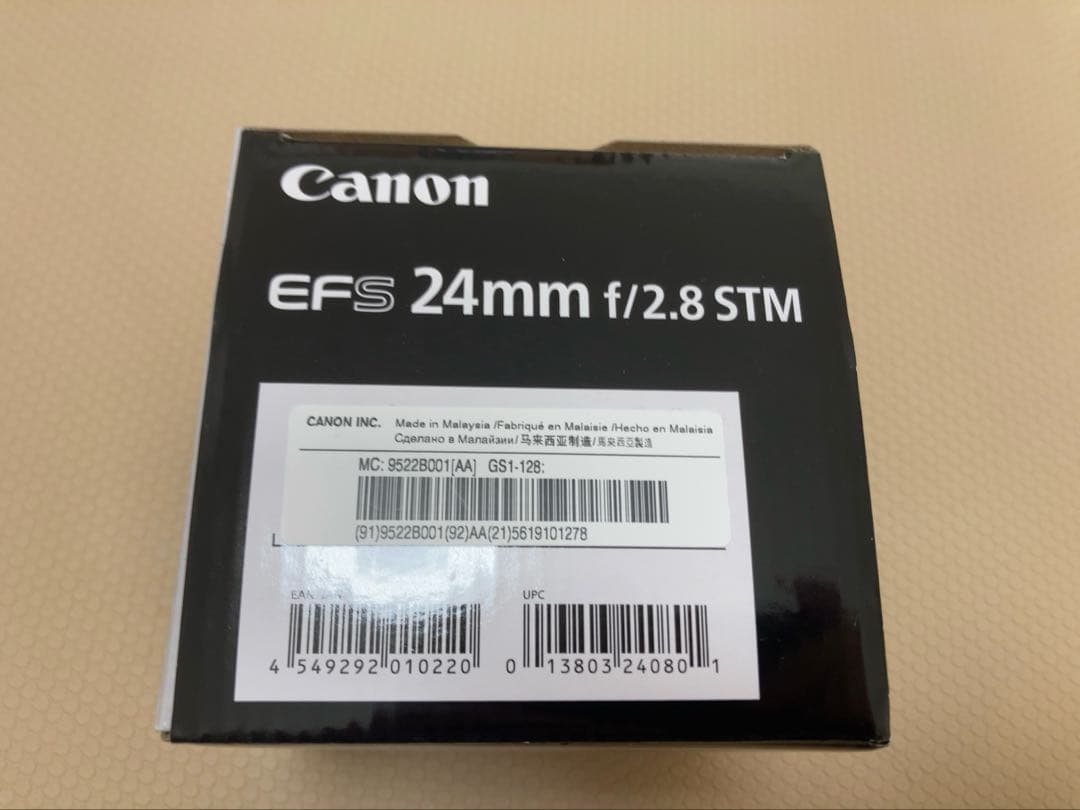 Canon
EFS 24mm f/2.8 STM
CANON INC. Made in Malaysia /Fabriqué en Malaisie /Hecho en Malaisia
Сделано в Малайзии/马来西亚制造/馬來西亞製造
MC: 9522B001[AA] GS1-128:
(91)9522B001(92)AA(21)5619101278
UPC
4 549292 010220 0 13803 24080 1